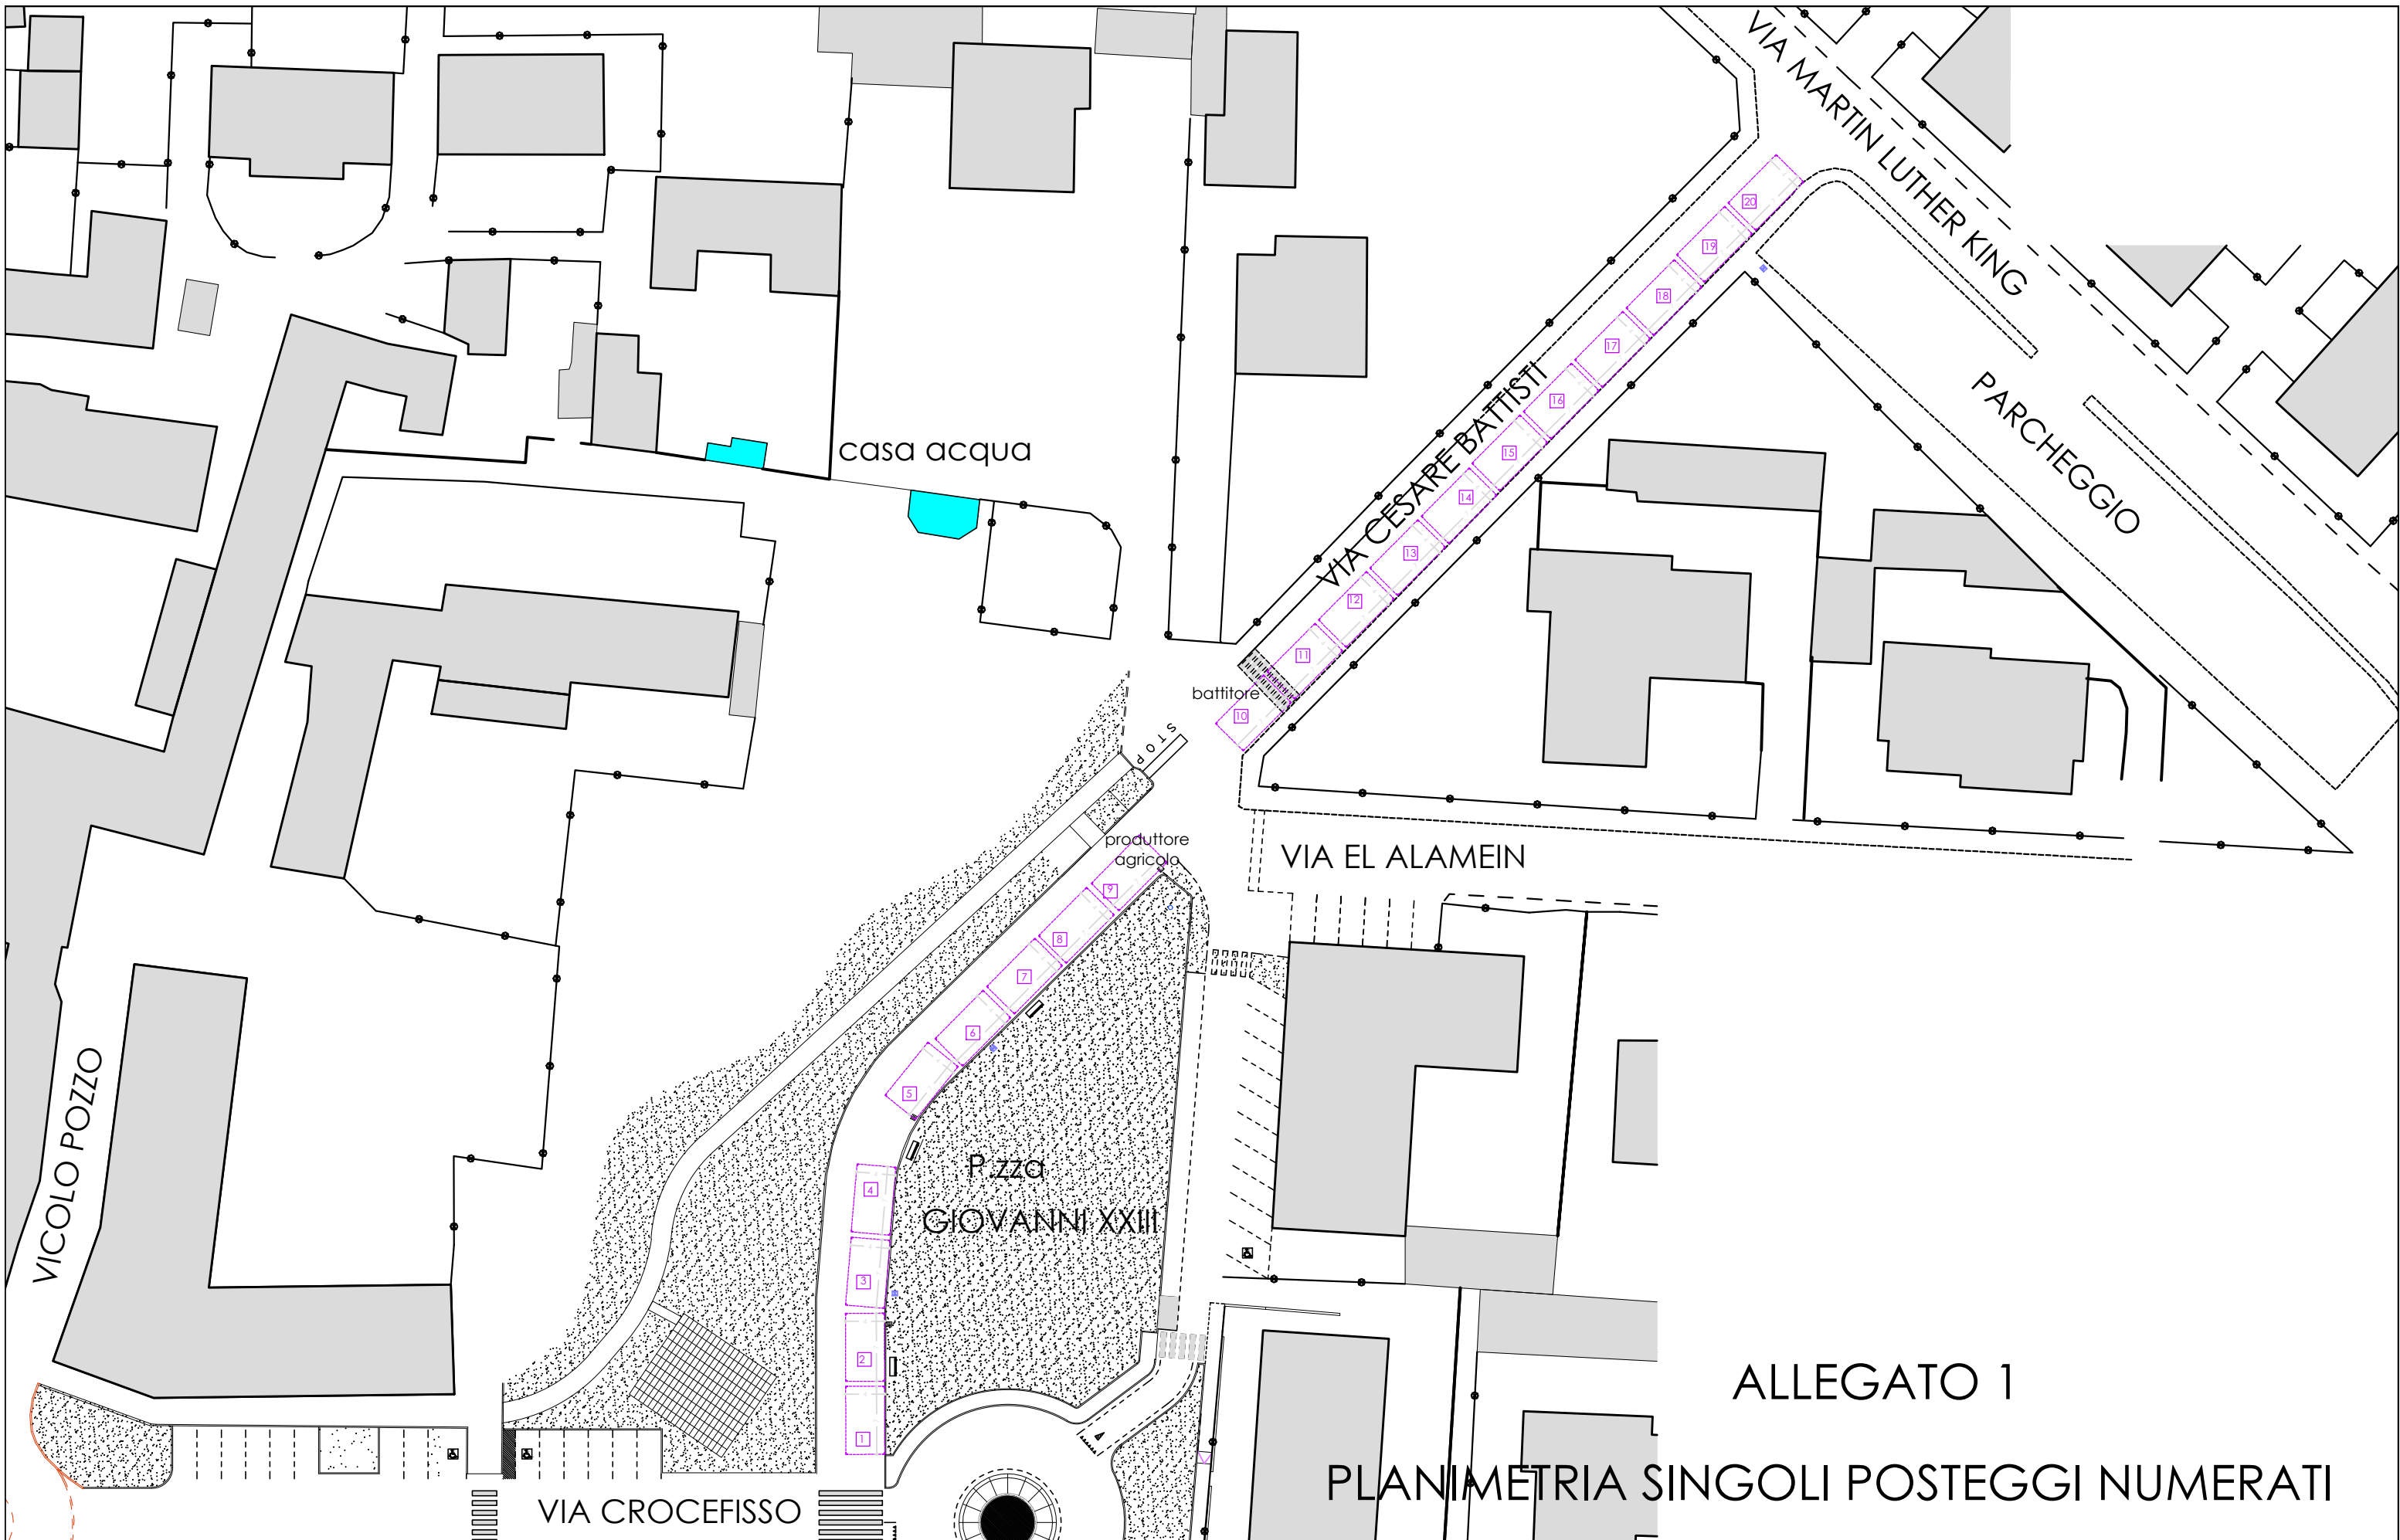 VIA MARTIN LUTHER KING
20
19
18
17
16
15
14
13
12
11
10
VIA CESARE BATTISTI
PARCHEGGIO
casa acqua
battitore
STOP
produttore
agricolo
VIA EL ALAMEIN
9
8
7
6
5
4
3
2
1
P.zza
GIOVANNI XXIII
VICOLO POZZO
VIA CROCEFISSO
ALLEGATO 1
PLANIMETRIA SINGOLI POSTEGGI NUMERATI